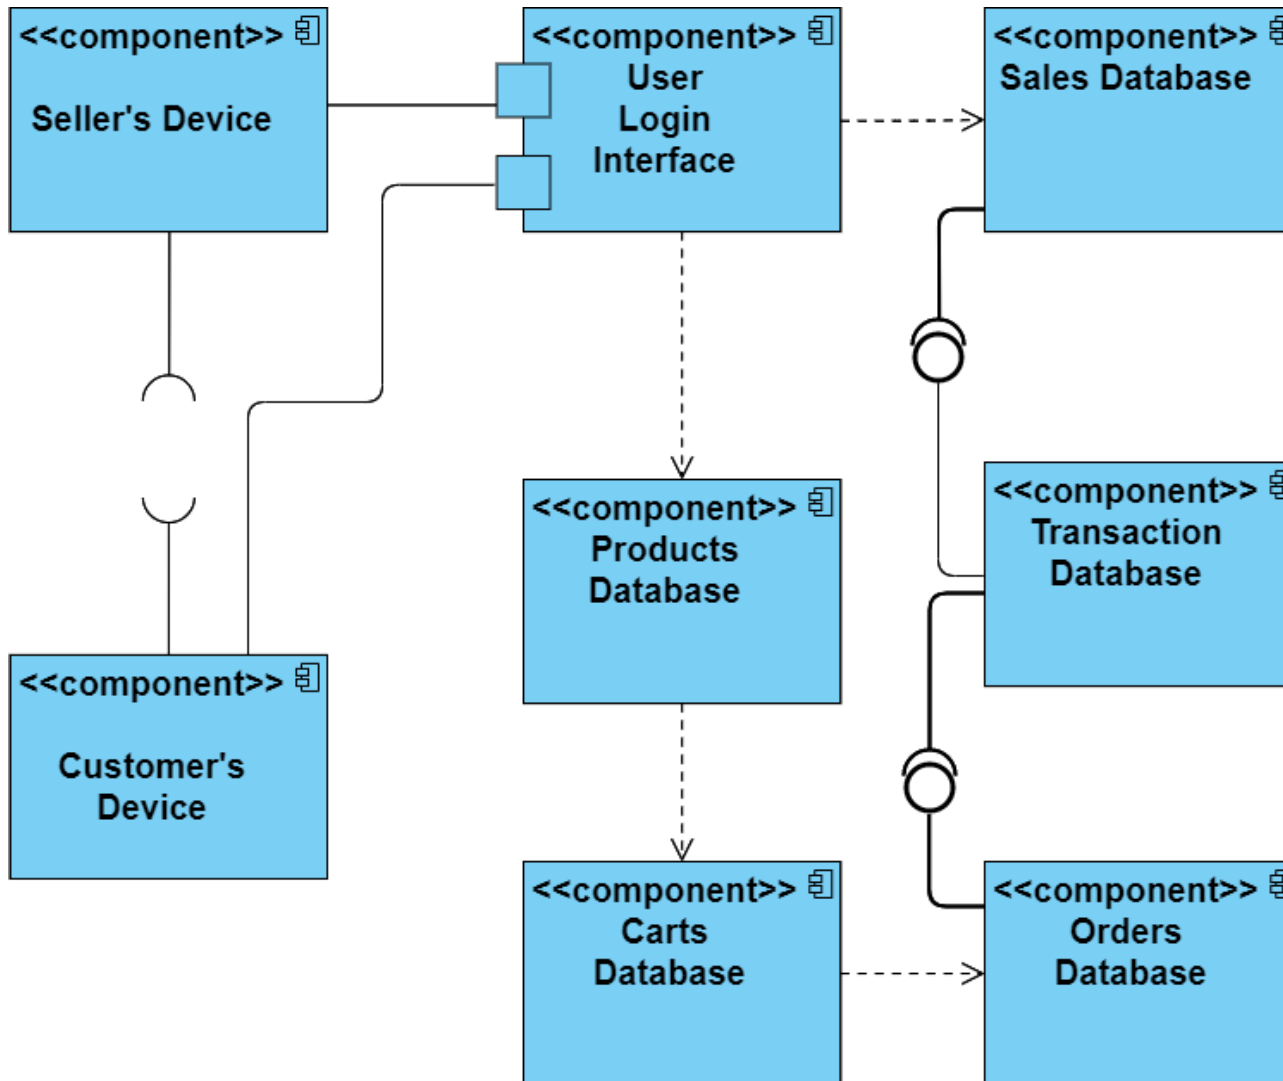 <<component>>
Seller's Device
<<component>>
User
Login
Interface
<<component>>
Sales Database
<<component>>
Products
Database
<<component>>
Transaction
Database
<<component>>
Customer's
Device
<<component>>
Carts
Database
<<component>>
Orders
Database